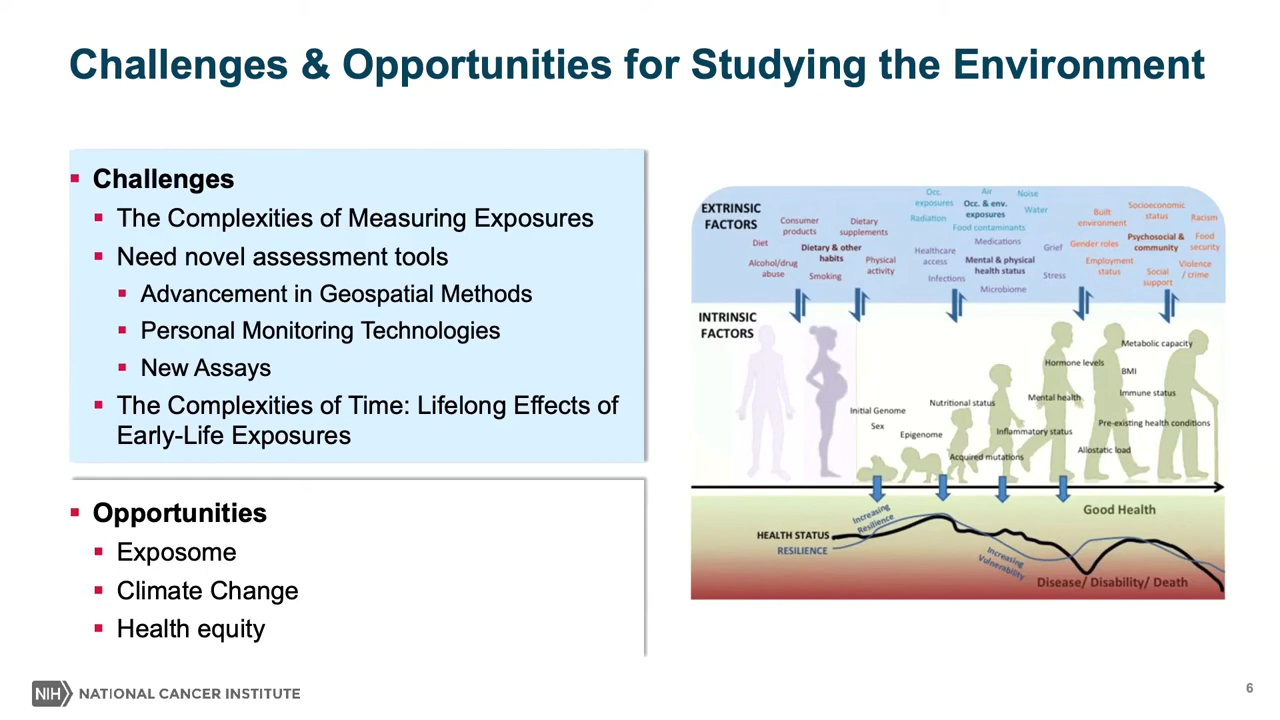 Challenges & Opportunities for Studying the Environment
Challenges
The Complexities of Measuring Exposures
Need novel assessment tools
Advancement in Geospatial Methods
Personal Monitoring Technologies
New Assays
The Complexities of Time: Lifelong Effects of
Early-Life Exposures
Opportunities
Exposome
Climate Change
Health equity
EXTRINSIC
FACTORS
Consumer
products
Dietary
supplements
Diet
Dietary & other
habits
Alcohol/drug
abuse
Smoking
Physical
activity
Occ.
exposures
Air
Noise
Occ. & env.
exposures
Water
Radiation
Food contaminants
Healthcare
access
Medications
Grief
Mental & physical
health status
Infections
Stress
Microbiome
Built
environment
Socioeconomic
status
Racism
Gender roles
Psychosocial &
community
Food
security
Employment
status
Social
support
Violence
/ crime
INTRINSIC
FACTORS
Metabolic capacity
Hormone levels
BMI
Immune status
Mental health
Nutritional status
Initial Genome
Sex
Epigenome
Inflammatory status
Pre-existing health conditions
Acquired mutations
Allostatic load
Increasing
Resilience
Good Health
HEALTH STATUS
RESILIENCE
Increasing
Vulnerability
Disease/ Disability/ Death
NIH NATIONAL CANCER INSTITUTE
6